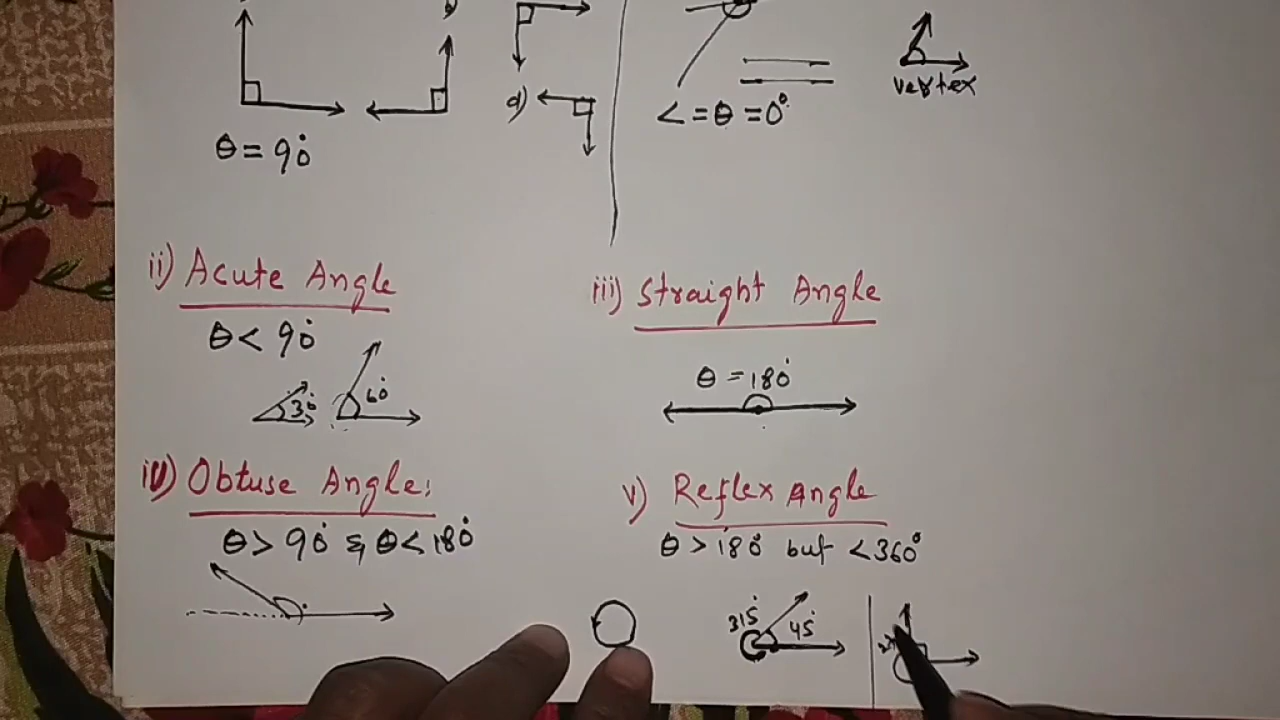 d)
∠ = θ = 0°
vertex
θ = 90°
ii) Acute Angle
θ < 90°
30°
60°
iii) Straight Angle
θ = 180°
iv) Obtuse Angle:
θ > 90° & θ < 180°
v) Reflex Angle
θ > 180° but < 360°
315°
45°